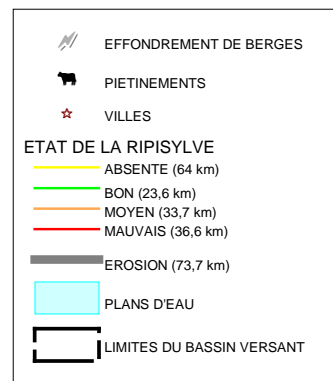 EFFONDREMENT DE BERGES
PIETINEMENTS
VILLES
ETAT DE LA RIPISYLVE
ABSENTE (64 km)
BON (23,6 km)
MOYEN (33,7 km)
MAUVAIS (36,6 km)
EROSION (73,7 km)
PLANS D'EAU
LIMITES DU BASSIN VERSANT